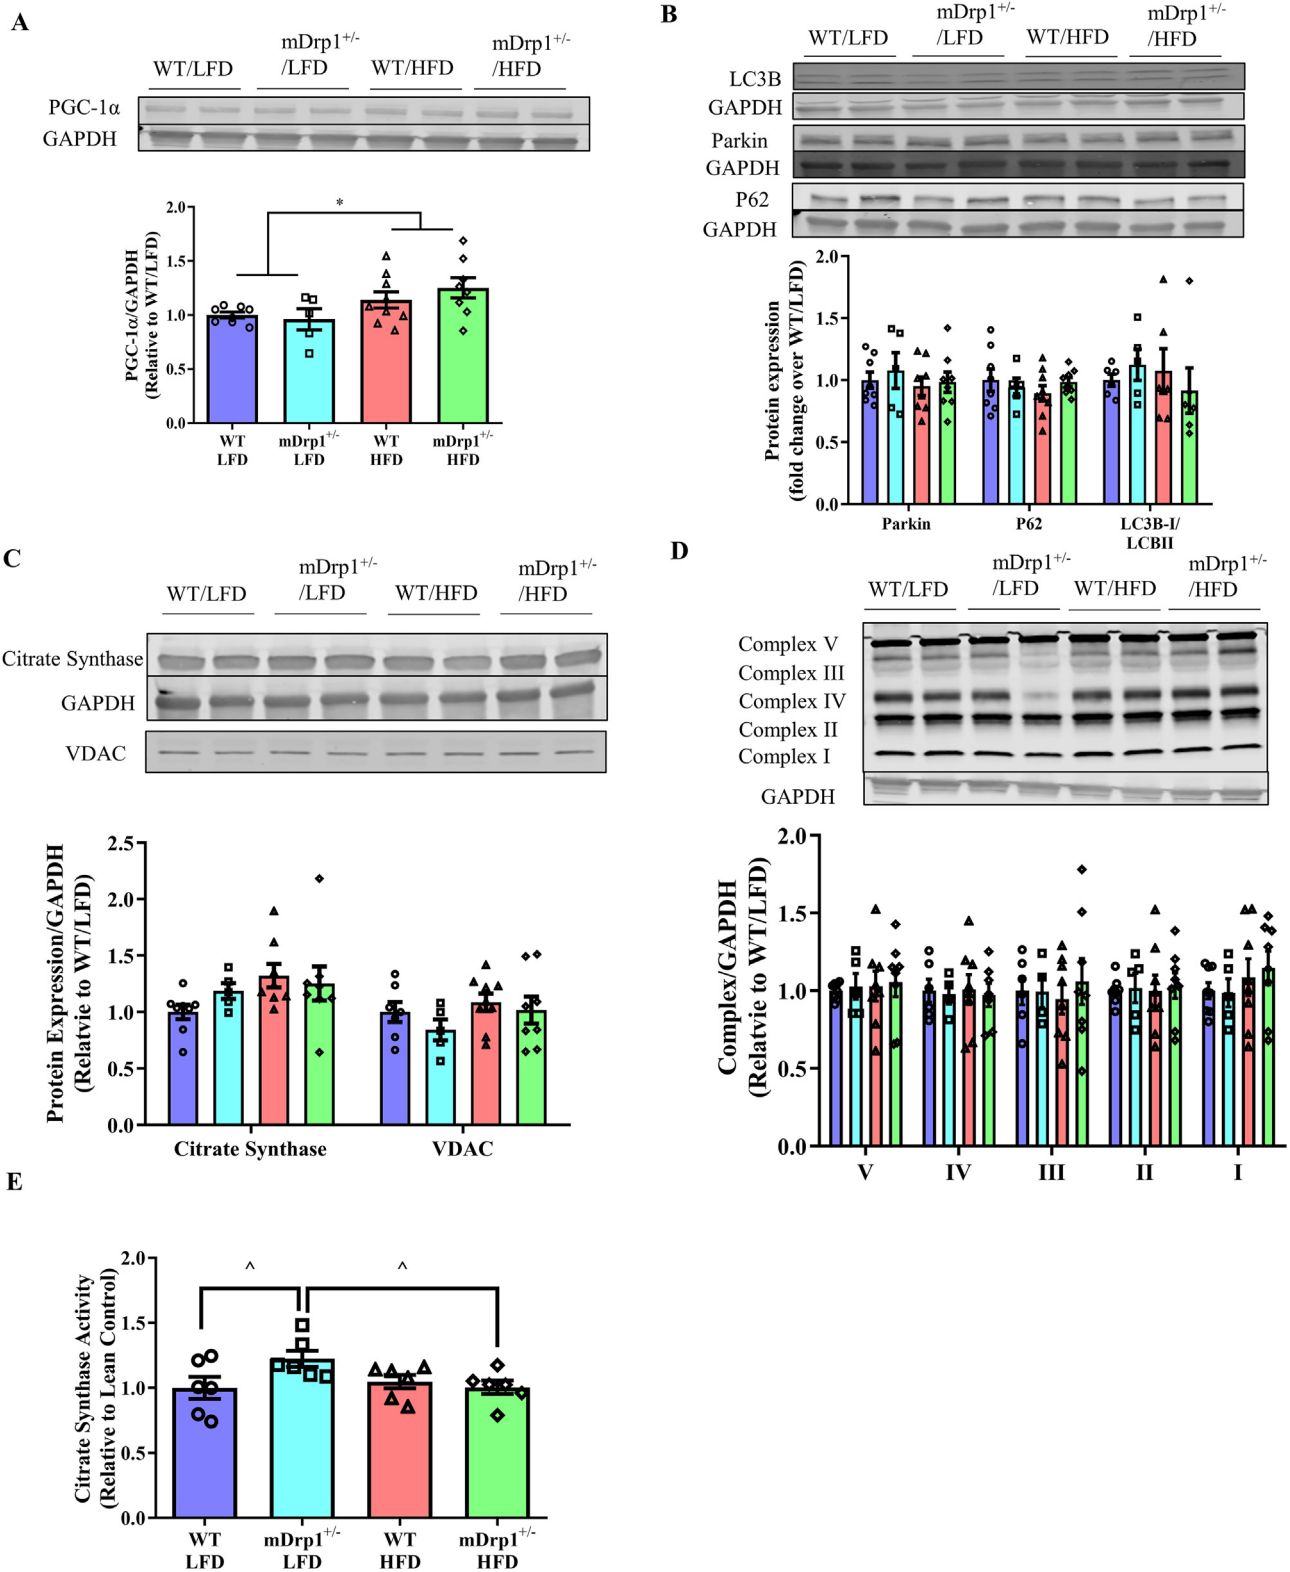 A
WT/LFD
mDrp1+/-
/LFD
WT/HFD
mDrp1+/-
/HFD
PGC-1α
GAPDH
*
PGC-1α/GAPDH
(Relative to WT/LFD)
2.0
1.5
1.0
0.5
0.0
WT
LFD
mDrp1+/-
LFD
WT
HFD
mDrp1+/-
HFD
B
WT/LFD
mDrp1+/-
/LFD
WT/HFD
mDrp1+/-
/HFD
LC3B
GAPDH
Parkin
GAPDH
P62
GAPDH
Protein expression
(fold change over WT/LFD)
2.0
1.5
1.0
0.5
0.0
Parkin
P62
LC3B-I/
LCBII
C
WT/LFD
mDrp1+/-
/LFD
WT/HFD
mDrp1+/-
/HFD
Citrate Synthase
GAPDH
VDAC
Protein Expression/GAPDH
(Relatvie to WT/LFD)
2.5
2.0
1.5
1.0
0.5
0.0
Citrate Synthase
VDAC
D
WT/LFD
mDrp1+/-
/LFD
WT/HFD
mDrp1+/-
/HFD
Complex V
Complex III
Complex IV
Complex II
Complex I
GAPDH
Complex/GAPDH
(Relatvie to WT/LFD)
2.0
1.5
1.0
0.5
0.0
V
IV
III
II
I
E
^
^
Citrate Synthase Activity
(Relative to Lean Control)
2.0
1.5
1.0
0.5
0.0
WT
LFD
mDrp1+/-
LFD
WT
HFD
mDrp1+/-
HFD